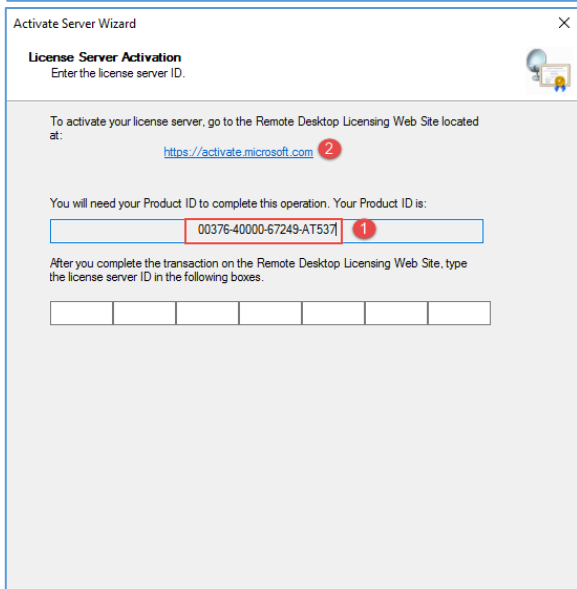 Activate Server Wizard
License Server Activation
Enter the license server ID.
To activate your license server, go to the Remote Desktop Licensing Web Site located
at:
https://activate.microsoft.com 2
You will need your Product ID to complete this operation. Your Product ID is:
00376-40000-67249-AT537 1
After you complete the transaction on the Remote Desktop Licensing Web Site, type
the license server ID in the following boxes.